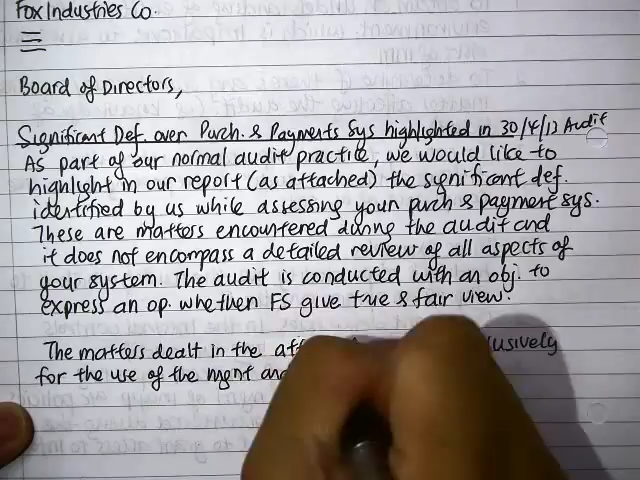 Fox Industries Co.
Board of Directors,
Significant Def. over Purch. & Payments Sys highlighted in 30/4/13 Audit
As part of our normal audit practice, we would like to
highlight in our report (as attached) the significant def.
identified by us while assessing your purch & payment sys.
These are matters encountered during the audit and
it does not encompass a detailed review of all aspects of
your system. The audit is conducted with an obj. to
express an op. whether FS give true & fair view.
The matters dealt in the
for the use of the mgnt and